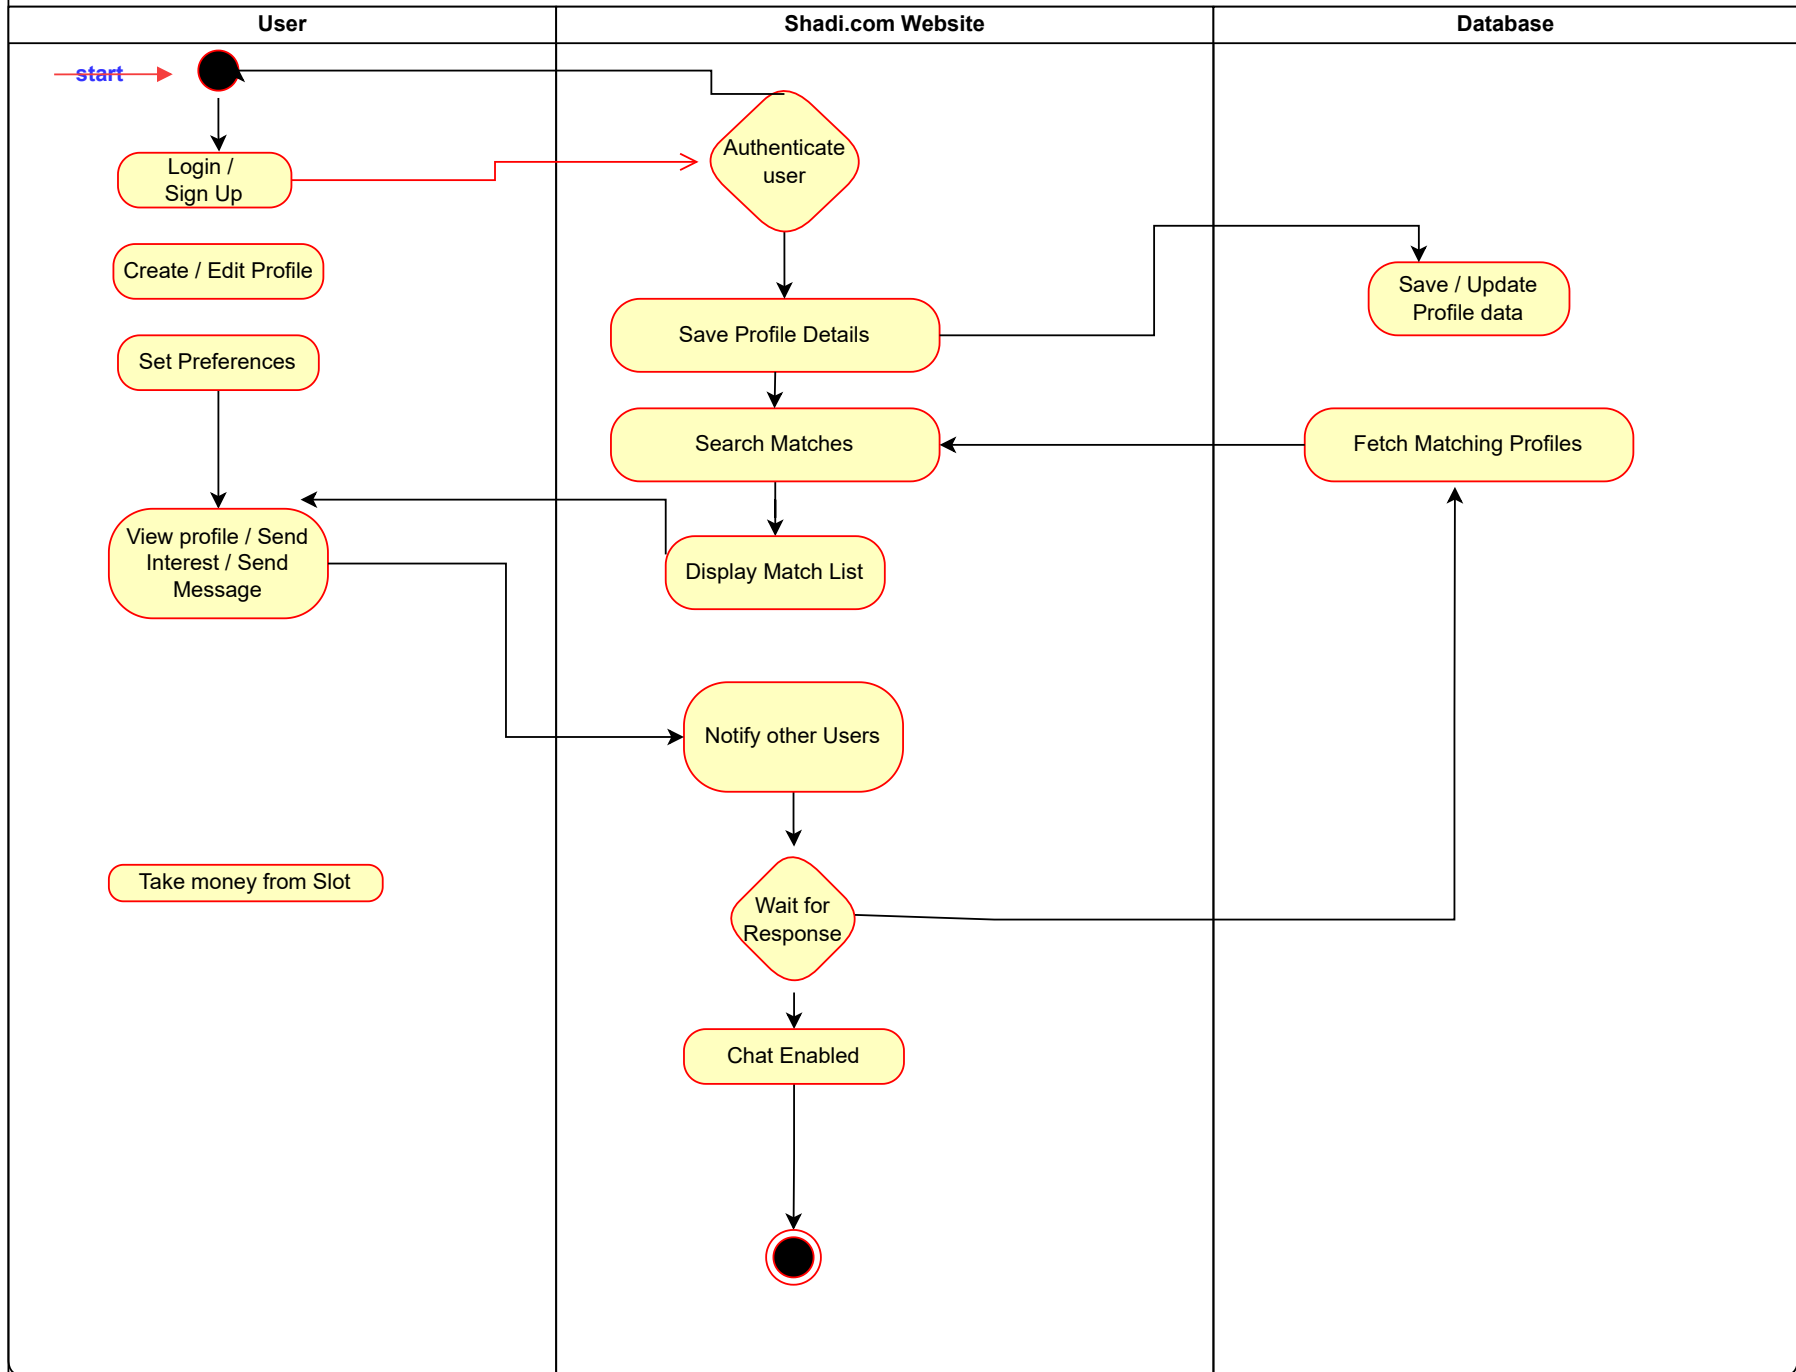 User
Shadi.com Website
Database
start
Login /
Sign Up
Authenticate
user
Create / Edit Profile
Save / Update
Profile data
Set Preferences
Save Profile Details
Search Matches
Fetch Matching Profiles
View profile / Send
Interest / Send
Message
Display Match List
Notify other Users
Take money from Slot
Wait for
Response
Chat Enabled